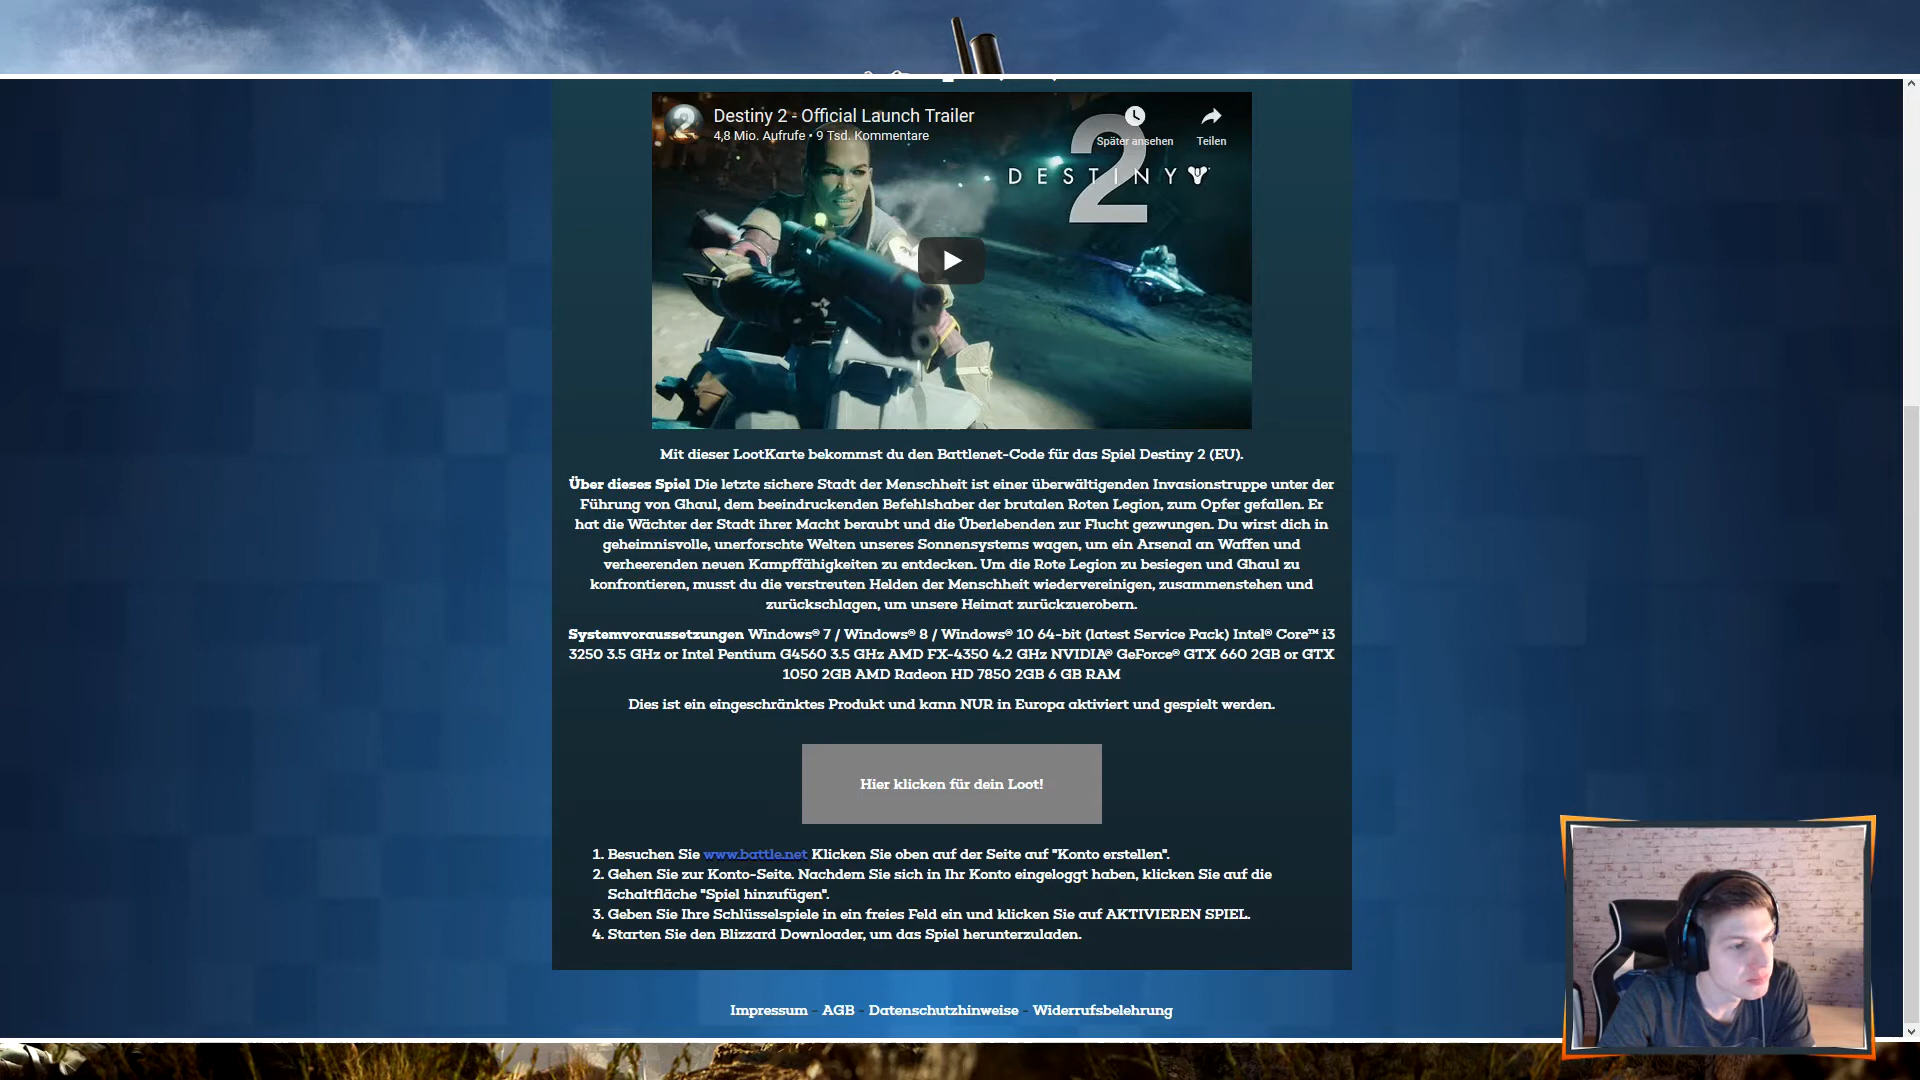 Destiny 2 - Official Launch Trailer
4,8 Mio. Aufrufe • 9 Tsd. Kommentare
Später ansehen
Teilen
DESTINY
2
Mit dieser LootKarte bekommst du den Battlenet-Code für das Spiel Destiny 2 (EU).
Über dieses Spiel Die letzte sichere Stadt der Menschheit ist einer überwältigenden Invasionstruppe unter der
Führung von Ghaul, dem beeindruckenden Befehlshaber der brutalen Roten Legion, zum Opfer gefallen. Er
hat die Wächter der Stadt ihrer Macht beraubt und die Überlebenden zur Flucht gezwungen. Du wirst dich in
geheimnisvolle, unerforschte Welten unseres Sonnensystems wagen, um ein Arsenal an Waffen und
verheerenden neuen Kampffähigkeiten zu entdecken. Um die Rote Legion zu besiegen und Ghaul zu
konfrontieren, musst du die verstreuten Helden der Menschheit wiedervereinigen, zusammenstehen und
zurückschlagen, um unsere Heimat zurückzuerobern.
Systemvoraussetzungen Windows® 7 / Windows® 8 / Windows® 10 64-bit (latest Service Pack) Intel® Core™ i3
3250 3.5 GHz or Intel Pentium G4560 3.5 GHz AMD FX-4350 4.2 GHz NVIDIA® GeForce® GTX 660 2GB or GTX
1050 2GB AMD Radeon HD 7850 2GB 6 GB RAM
Dies ist ein eingeschränktes Produkt und kann NUR in Europa aktiviert und gespielt werden.
Hier klicken für dein Loot!
1. Besuchen Sie www.battle.net Klicken Sie oben auf der Seite auf "Konto erstellen".
2. Gehen Sie zur Konto-Seite. Nachdem Sie sich in Ihr Konto eingeloggt haben, klicken Sie auf die
Schaltfläche "Spiel hinzufügen".
3. Geben Sie Ihre Schlüsselspiele in ein freies Feld ein und klicken Sie auf AKTIVIEREN SPIEL.
4. Starten Sie den Blizzard Downloader, um das Spiel herunterzuladen.
Impressum - AGB - Datenschutzhinweise - Widerrufsbelehrung